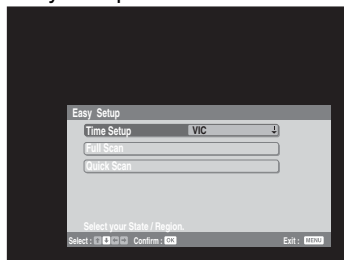 Easy Setup
Time Setup VIC
Full Scan
Quick Scan
Select your State / Region.
Select : Confirm : OK Exit : MENU